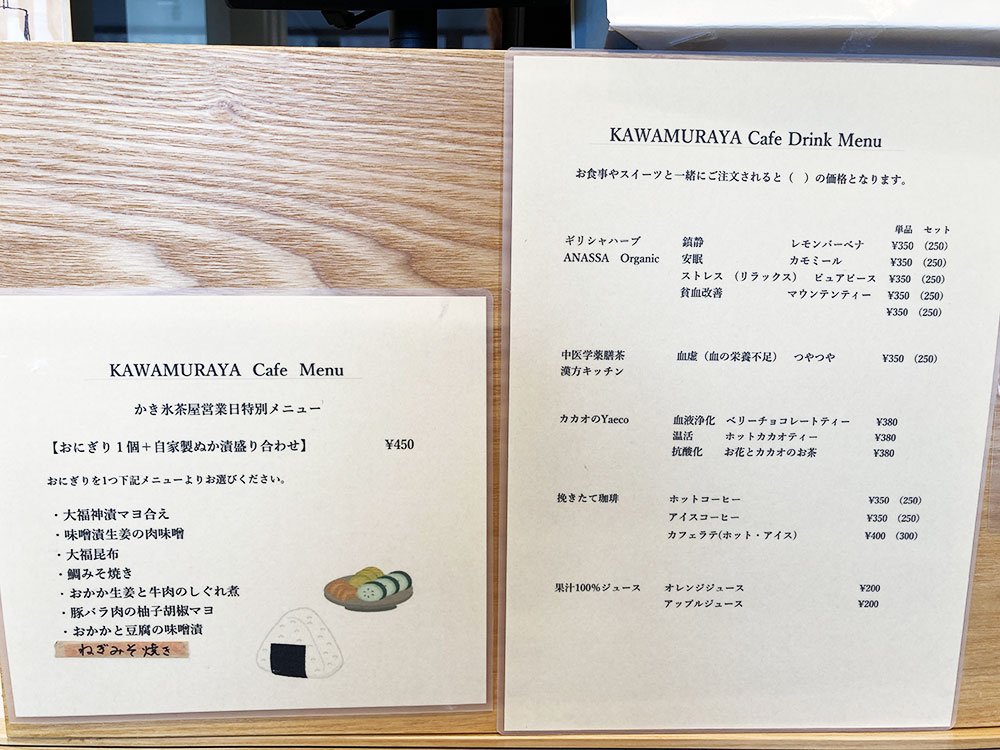 KAWAMURAYA Cafe Menu
かき氷茶屋営業日特別メニュー
【おにぎり１個＋自家製ぬか漬盛り合わせ】 ¥450
おにぎりを1つ下記メニューよりお選びください。
・大福神漬マヨ合え
・味噌漬生姜の肉味噌
・大福昆布
・鯛みそ焼き
・おかか生姜と牛肉のしぐれ煮
・豚バラ肉の柚子胡椒マヨ
・おかかと豆腐の味噌漬
ねぎみそ焼き
KAWAMURAYA Cafe Drink Menu
お食事やスイーツと一緒にご注文されると（　）の価格となります。
単品 セット
ギリシャハーブ 鎮静 レモンバーベナ ¥350 （250）
ANASSA Organic 安眠 カモミール ¥350 （250）
ストレス （リラックス） ピュアピース ¥350 （250）
貧血改善 マウンテンティー ¥350 （250）
¥350 （250）
中医学薬膳茶 血虚（血の栄養不足） つやつや ¥350 （250）
漢方キッチン
カカオのYaeco 血液浄化 ベリーチョコレートティー ¥380
温活 ホットカカオティー ¥380
抗酸化 お花とカカオのお茶 ¥380
挽きたて珈琲 ホットコーヒー ¥350 （250）
アイスコーヒー ¥350 （250）
カフェラテ(ホット・アイス) ¥400 （300）
果汁100%ジュース オレンジジュース ¥200
アップルジュース ¥200